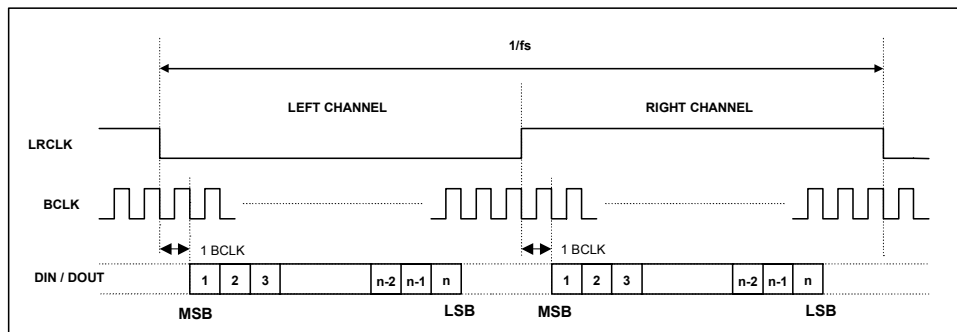 1/fs
LEFT CHANNEL RIGHT CHANNEL
LRCLK
BCLK
1 BCLK 1 BCLK
DIN / DOUT 1 2 3 n-2 n-1 n 1 2 3 n-2 n-1 n
MSB LSB MSB LSB